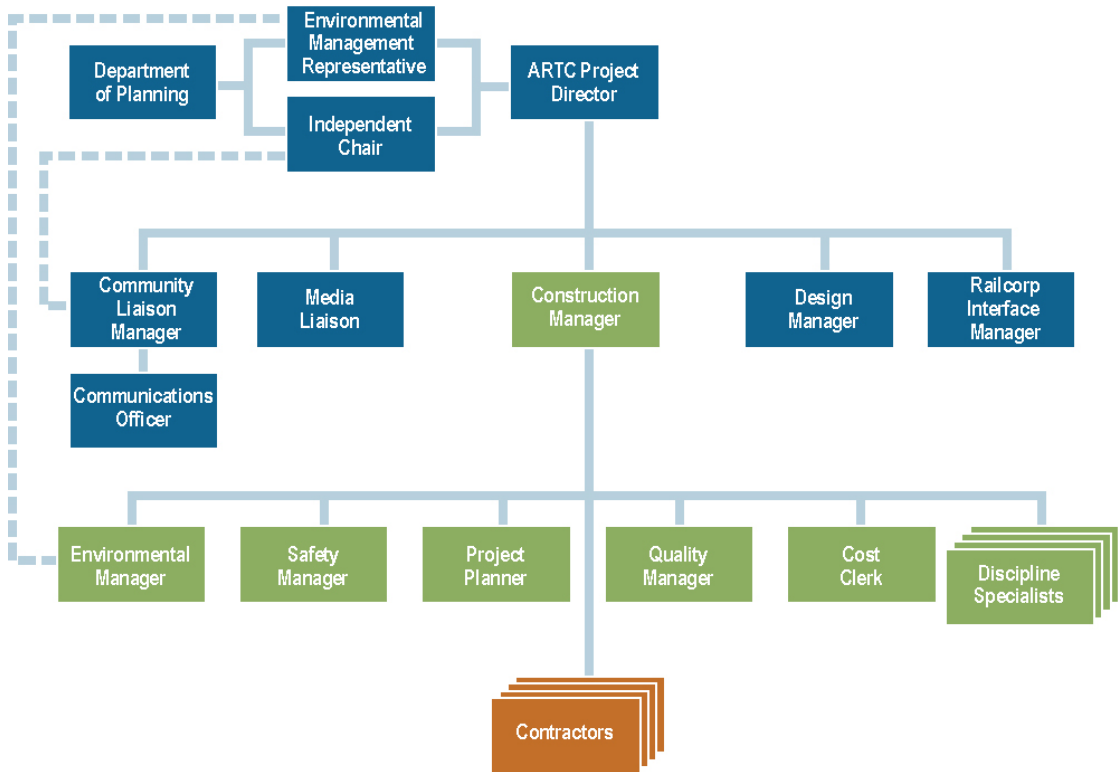 Environmental
Management
Representative
Department
of Planning
ARTC Project
Director
Independent
Chair
Community
Liaison
Manager
Media
Liaison
Construction
Manager
Design
Manager
Railcorp
Interface
Manager
Communications
Officer
Environmental
Manager
Safety
Manager
Project
Planner
Quality
Manager
Cost
Clerk
Discipline
Specialists
Contractors